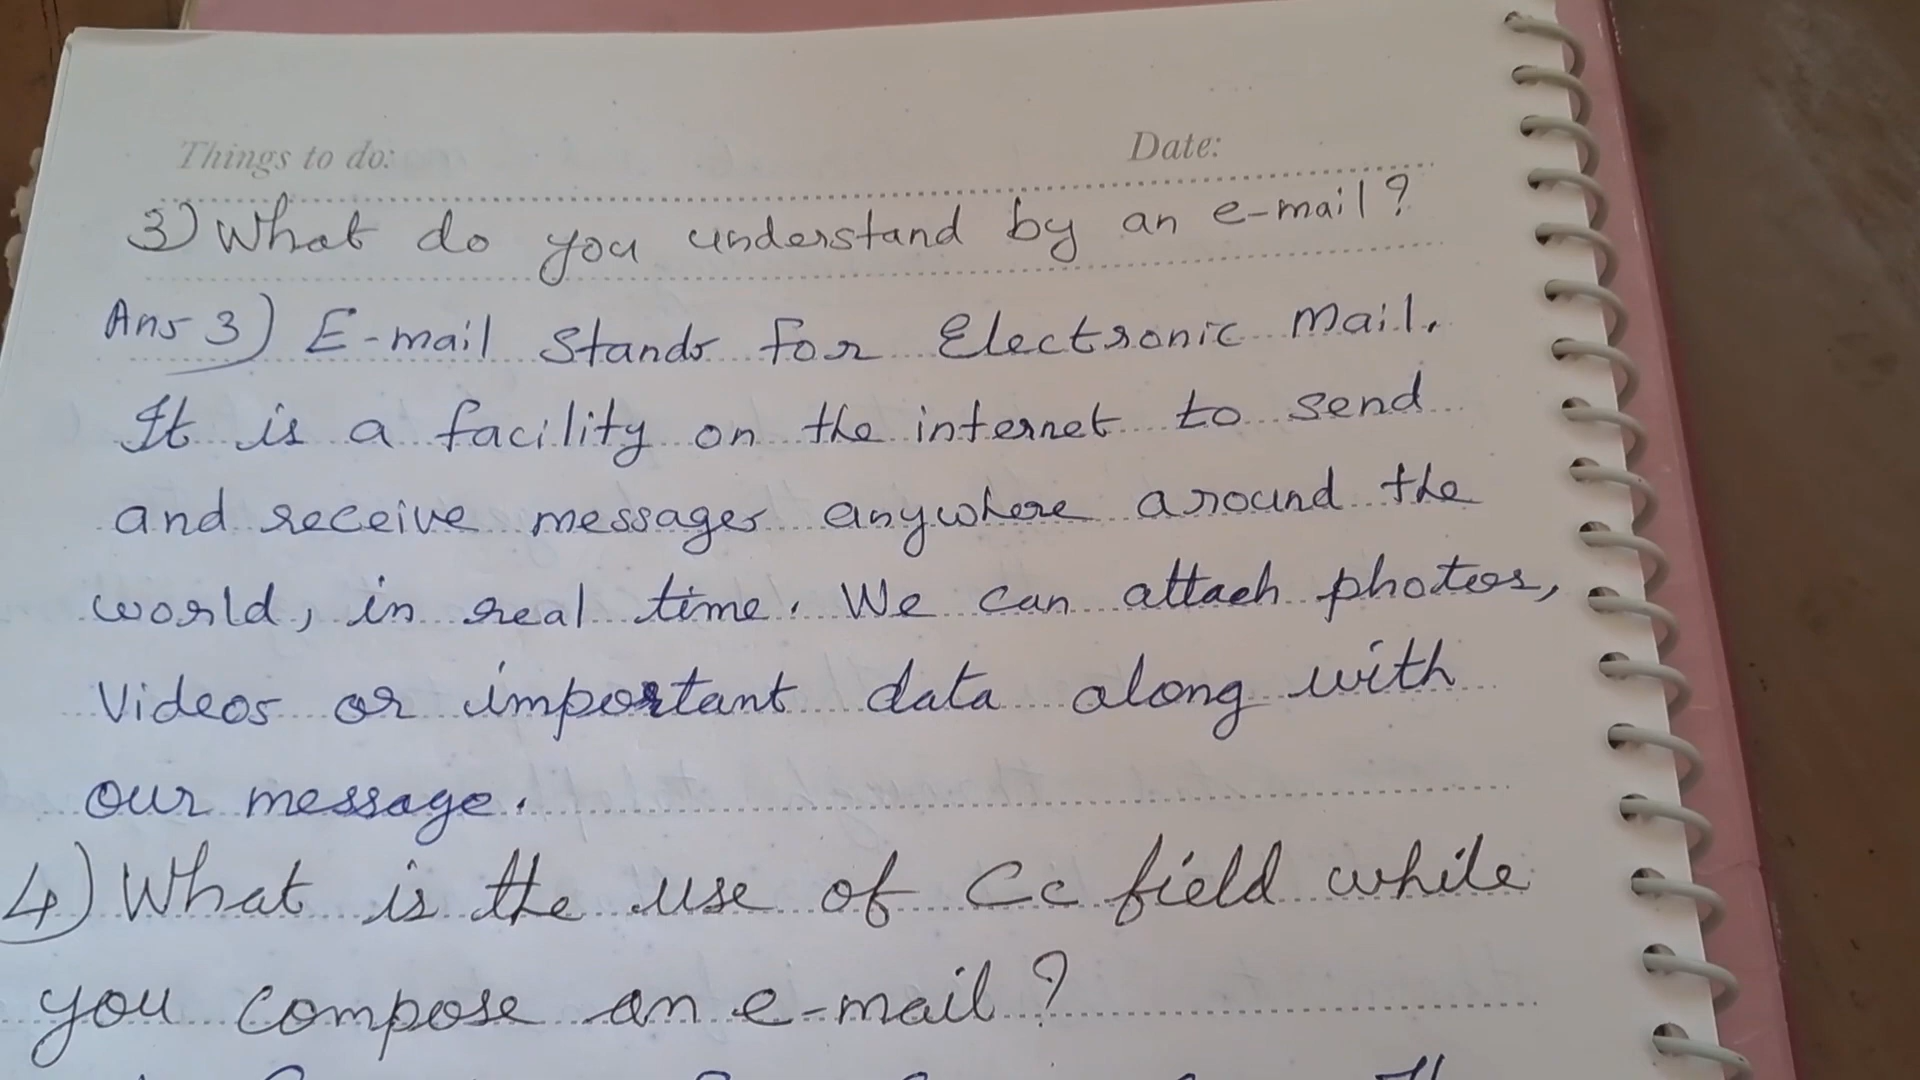 Things to do: Date:
3) What do you understand by an e-mail?
Ans 3) E-mail stands for Electronic Mail.
It is a facility on the internet to send
and receive messages anywhere around the
world, in real time. We can attach photos,
Videos or important data along with
our message.
4) What is the use of Cc field while
you compose an e-mail?